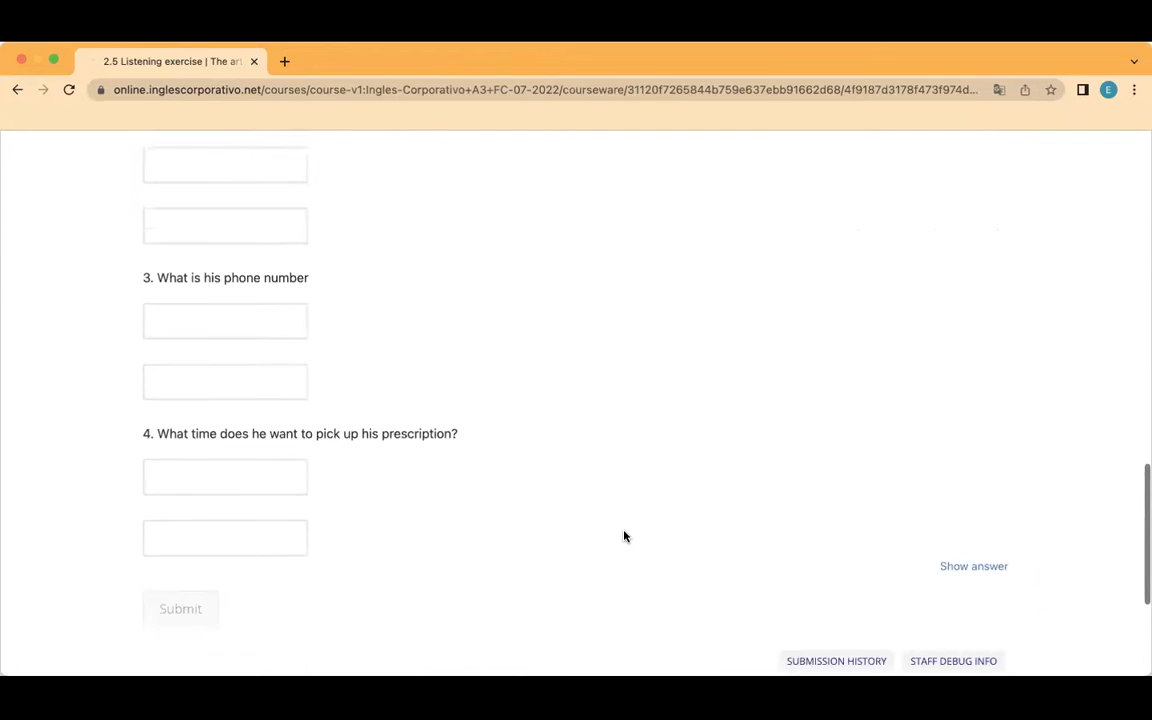 2.5 Listening exercise | The ar
online.inglescorporativo.net/courses/course-v1:Ingles-Corporativo+A3+FC-07-2022/courseware/31120f7265844b759e637ebb91662d68/4f9187d3178f473f974d...
E
3. What is his phone number
4. What time does he want to pick up his prescription?
Show answer
Submit
SUBMISSION HISTORY STAFF DEBUG INFO